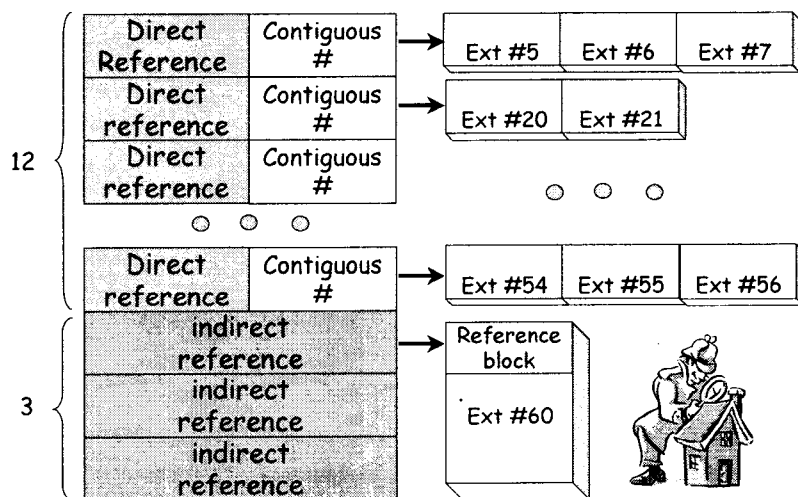 Direct
Reference
Contiguous
#
Ext #5
Ext #6
Ext #7
Direct
reference
Contiguous
#
Ext #20
Ext #21
12
Direct
reference
Contiguous
#
Direct
reference
Contiguous
#
Ext #54
Ext #55
Ext #56
indirect
reference
Reference
block
3
indirect
reference
Ext #60
indirect
reference